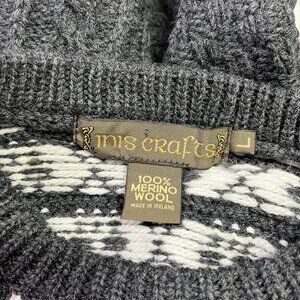 INIS CRAFTS
L
100%
MERINO
WOOL
MADE IN IRELAND